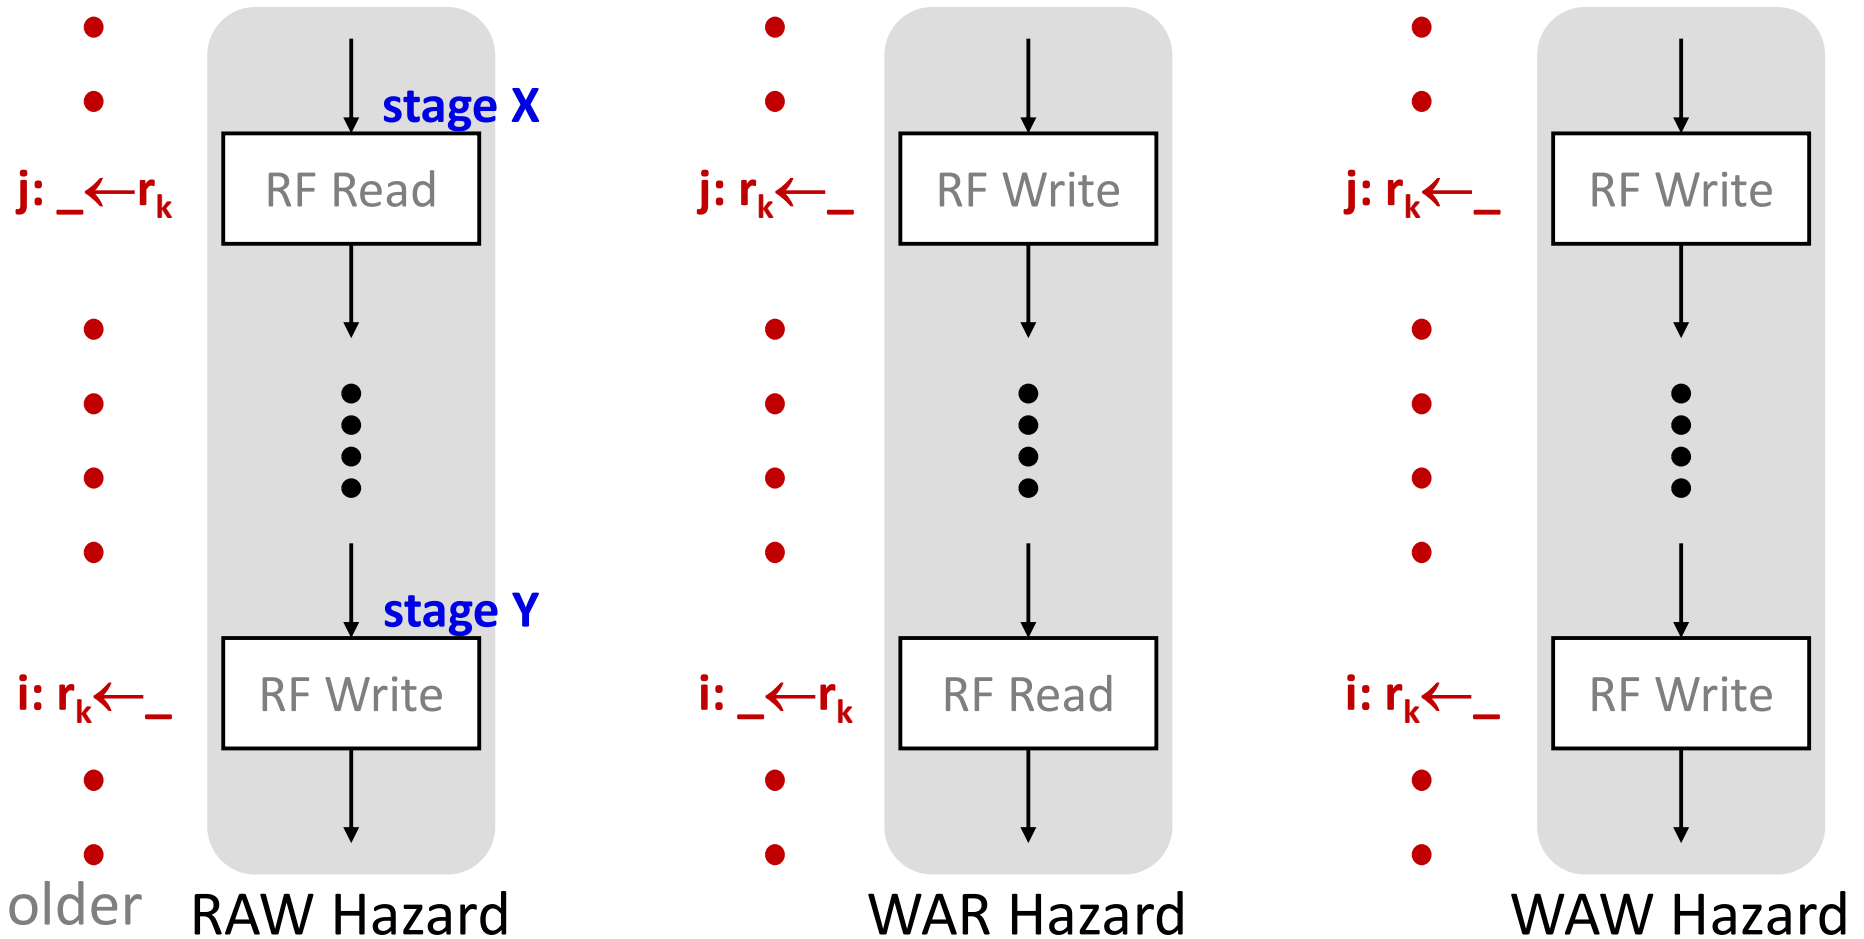 stage X
j: _←rk
RF Read
j: rk←_
RF Write
j: rk←_
RF Write
stage Y
i: rk←_
RF Write
i: _←rk
RF Read
i: rk←_
RF Write
older
RAW Hazard
WAR Hazard
WAW Hazard